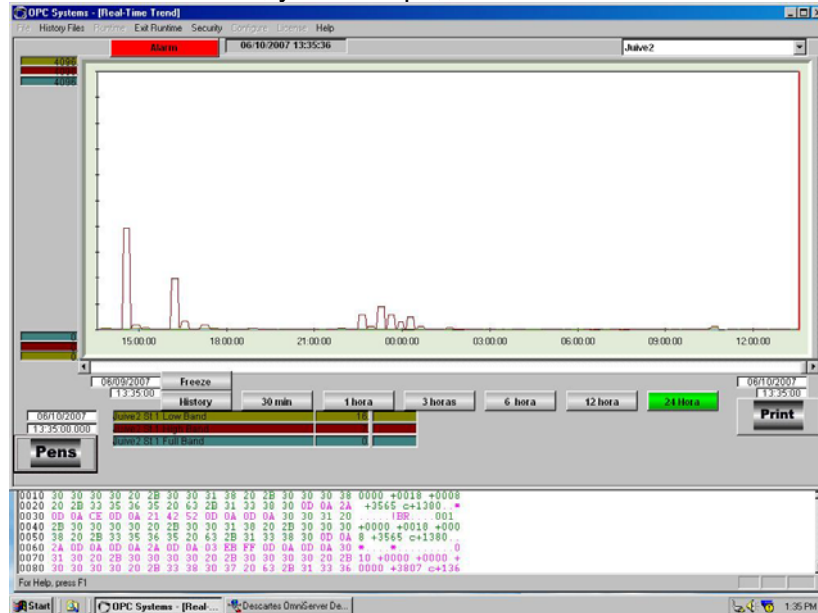 OPC Systems - [Real-Time Trend]
File History Files Runtime Exit Runtime Security Configure License Help
Alarm 06/10/2007 13:35:36 Juive2
4096
4096
4096
0
0
0
15:00:00 18:00:00 21:00:00 00:00:00 03:00:00 06:00:00 09:00:00 12:00:00
06/09/2007 Freeze 06/10/2007
13:35:00 History 30 min 1 hora 3 horas 6 hora 12 hora 24 Hora 13:35:00
06/10/2007 Juive2.St1 Low Band 16 Print
13:35:00.000 Juive2.St1 High Band
Juive2.St1 Full Band 0
Pens
0010 30 30 30 30 20 2B 30 30 31 38 20 2B 30 30 30 38 0000 +0018 +0008
0020 20 2B 33 35 36 35 20 63 2B 31 33 38 30 0D 0A 2A +3565 c+1380..*
0030 0D 0A CE 0D 0A 21 42 52 0D 0A 0D 0A 30 30 31 20 .....!BR....001
0040 2B 30 30 30 30 20 2B 30 30 31 30 20 2B 30 30 30 +0000 +0010 +000
0050 38 20 2B 33 35 36 35 20 63 2B 31 33 38 30 0D 0A 8 +3565 c+1380..
0060 2A 0D 0A 0D 0A 2A 0D 0A 03 EB FF 0D 0A 0D 0A 30 *....*.........0
0070 31 30 20 2B 30 30 30 30 20 2B 30 30 30 30 20 2B 10 +0000 +0000 +
0080 30 30 30 30 20 2B 33 38 30 37 20 63 2B 31 33 36 0000 +3807 c+136
For Help, press F1
Start OPC Systems - [Real-... Descartes OmniServer De... 1:35 PM